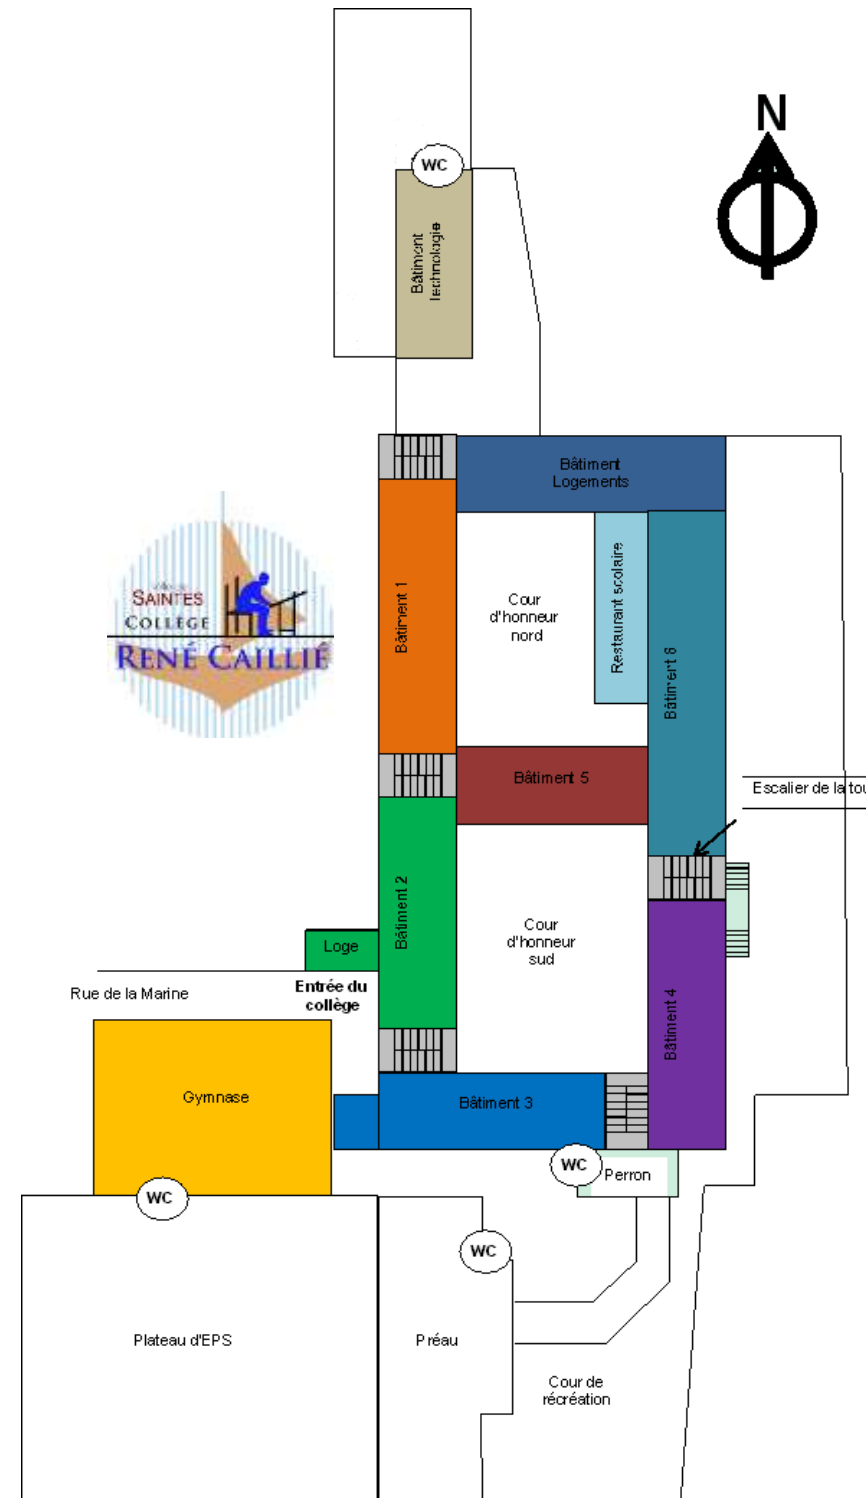 N
WC
Bâtiment
technologie
Bâtiment
Logements
SAINTES
COLLÈGE
RENÉ CAILLIÉ
Bâtiment 1
Cour
d'honneur
nord
Restaurant scolaire
Bâtiment 6
Bâtiment 5
Escalier de la tou
Bâtiment 2
Cour
d'honneur
sud
Loge
Entrée du
collège
Rue de la Marine
Bâtiment 4
Gymnase
Bâtiment 3
WC
Perron
WC
WC
Plateau d'EPS
Préau
Cour de
récréation